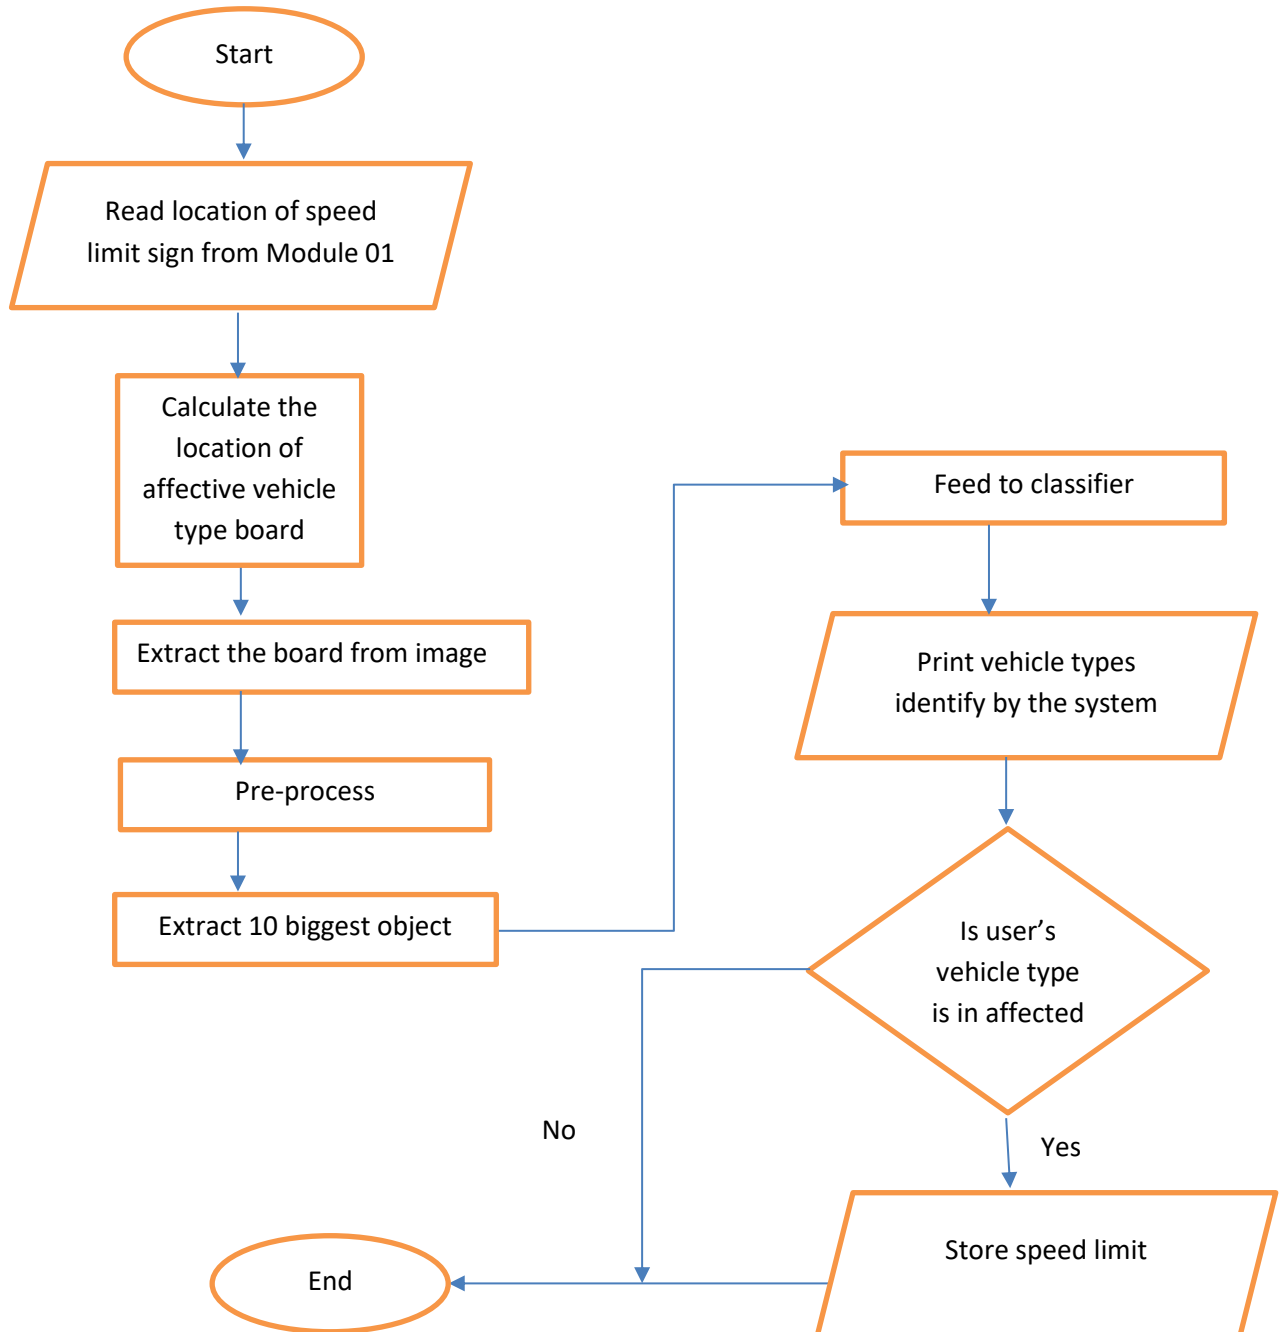 Start
Read location of speed
limit sign from Module 01
Calculate the
location of
affective vehicle
type board
Extract the board from image
Pre-process
Extract 10 biggest object
Feed to classifier
Print vehicle types
identify by the system
Is user’s
vehicle type
is in affected
No
Yes
Store speed limit
End